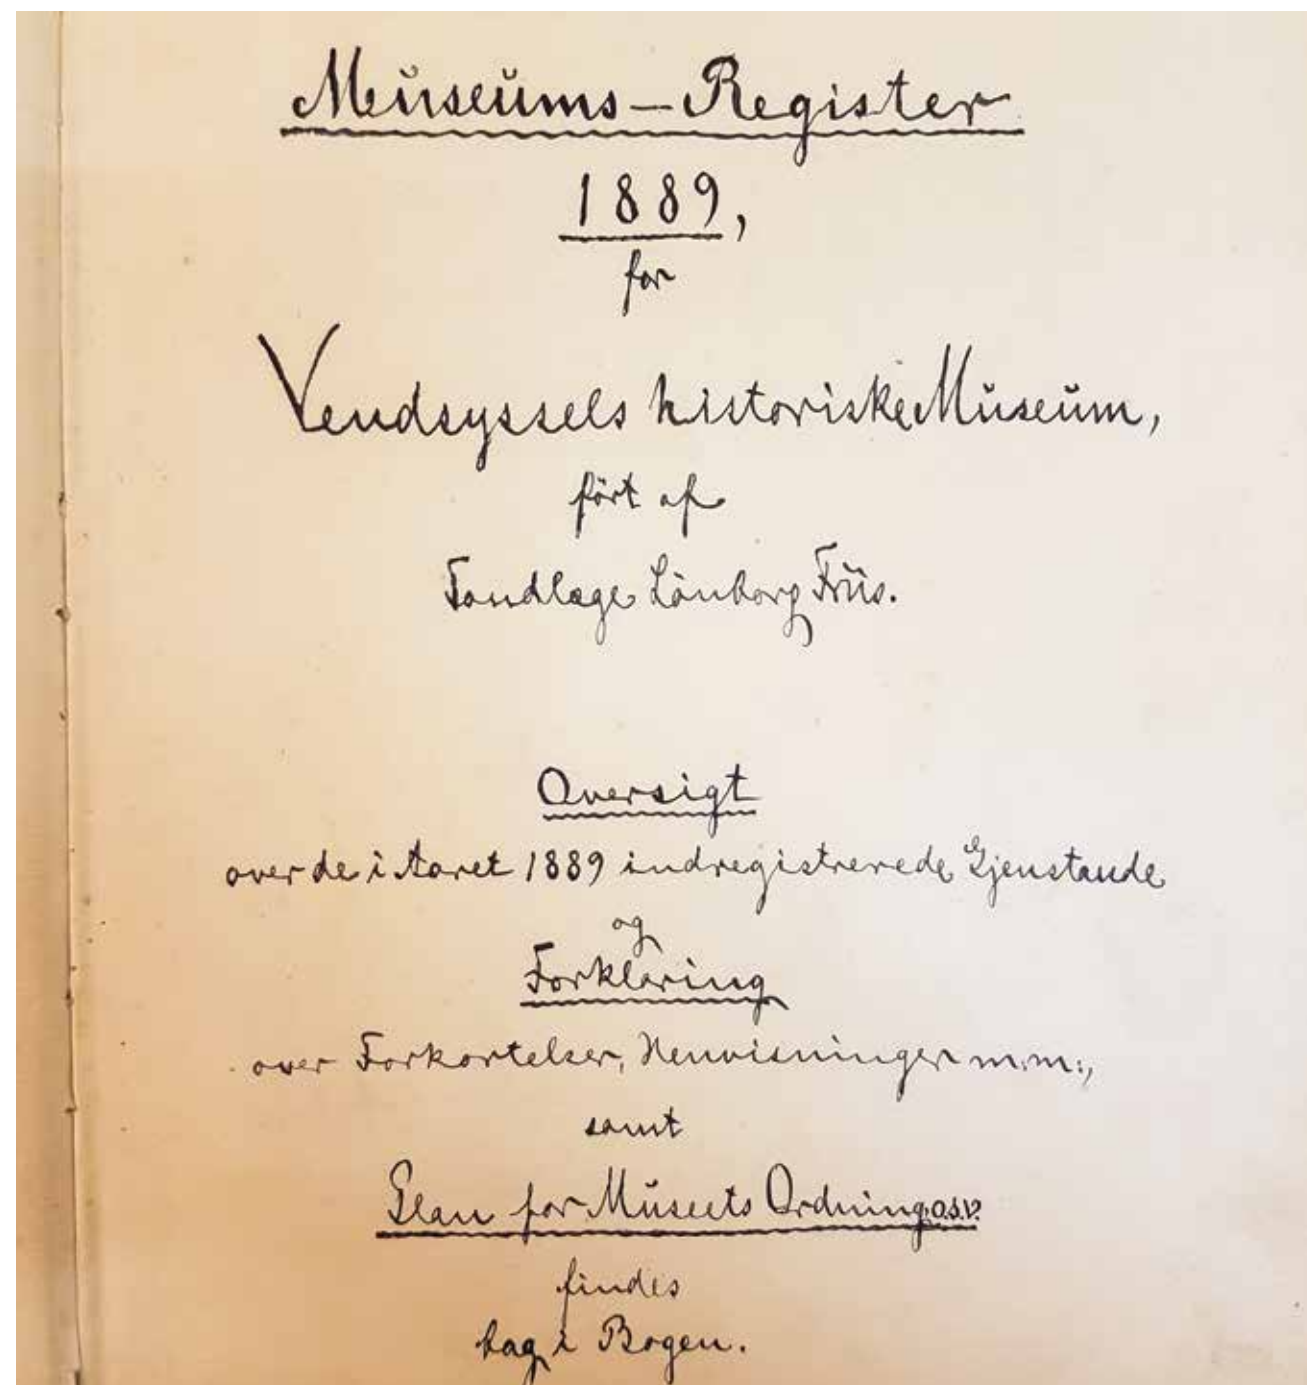 Museums-Register
1889,
for
Vendsyssels historiske Museum,
ført af
Tandlæge Lønborg Friis.
Oversigt
over de i Aaret 1889 indregistrerede Gjenstande
og
Forklaring
over Forkortelser, Henvisninger m:m:,
samt
Plan for Museets Ordning, O.S.V.
findes
bag i Bogen.